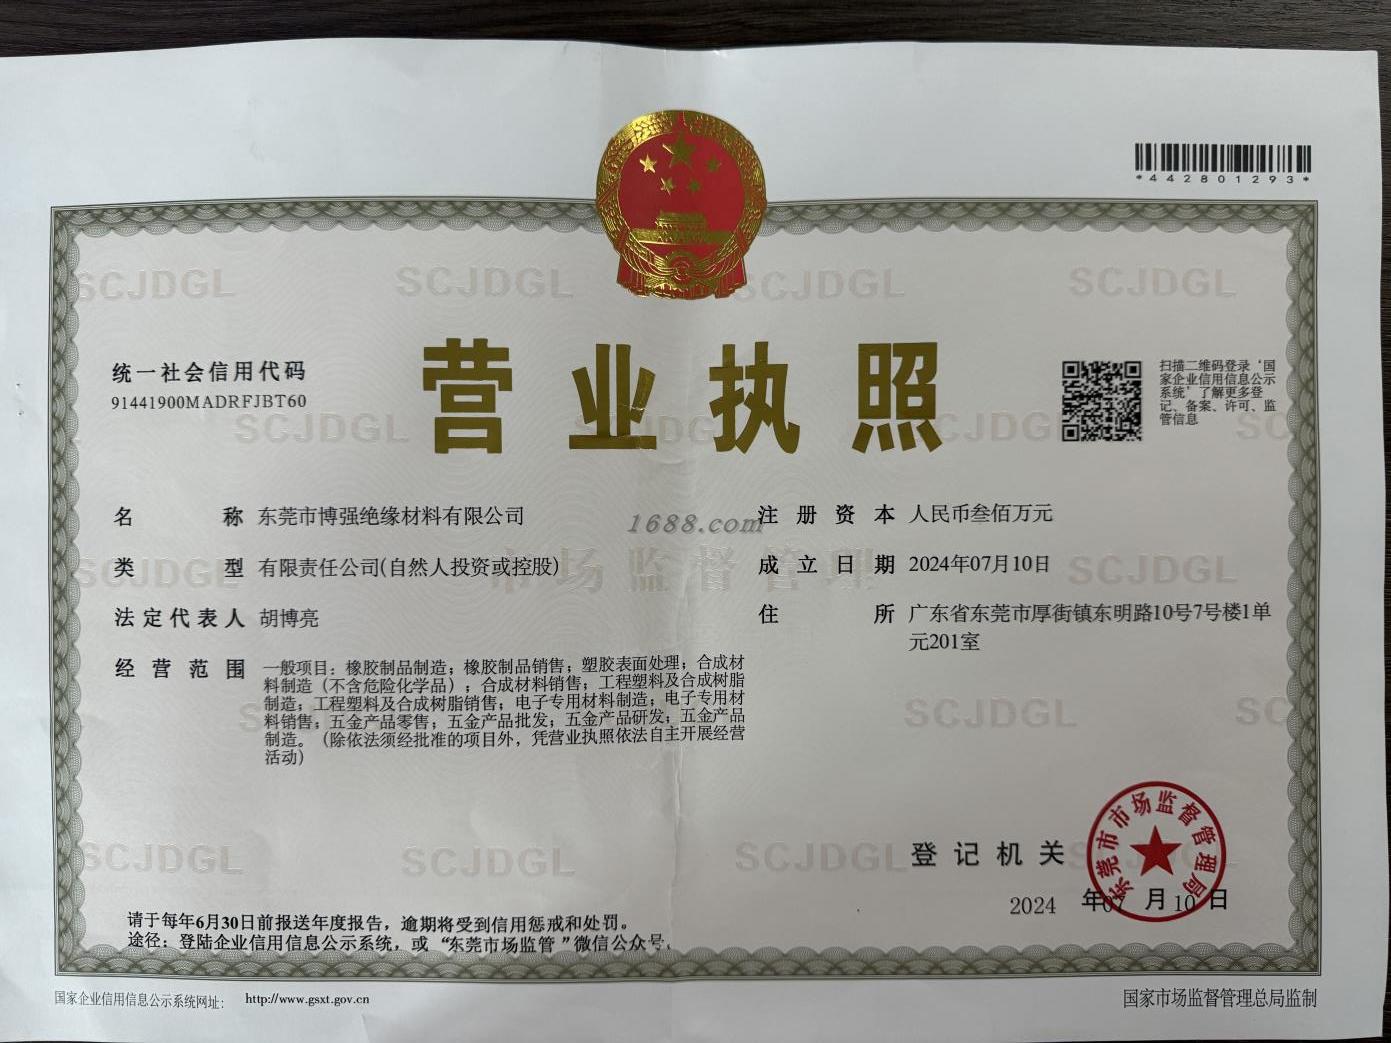 *442801293*
统一社会信用代码
91441900MADRFJBT60
营业执照
扫描二维码登录‘国
家企业信用信息公示
系统’了解更多登
记、备案、许可、监
管信息
名称 东莞市博强绝缘材料有限公司
注册资本 人民币叁佰万元
1688.com
类型 有限责任公司(自然人投资或控股)
成立日期 2024年07月10日
法定代表人 胡博亮
住所 广东省东莞市厚街镇东明路10号7号楼1单
元201室
经营范围 一般项目：橡胶制品制造；橡胶制品销售；塑胶表面处理；合成材
料制造（不含危险化学品）；合成材料销售；工程塑料及合成树脂
制造；工程塑料及合成树脂销售；电子专用材料制造；电子专用材
料销售；五金产品零售；五金产品批发；五金产品研发；五金产品
制造。（除依法须经批准的项目外，凭营业执照依法自主开展经营
活动）
SCJDGL SCJDGL SCJDGL SCJDGL
市场监督管理
登记机关
东莞市市场监督管理局
2024 年07 月10 日
请于每年6月30日前报送年度报告，逾期将受到信用惩戒和处罚。
途径：登陆企业信用信息公示系统，或“东莞市场监管”微信公众号。
国家企业信用信息公示系统网址： http://www.gsxt.gov.cn
国家市场监督管理总局监制